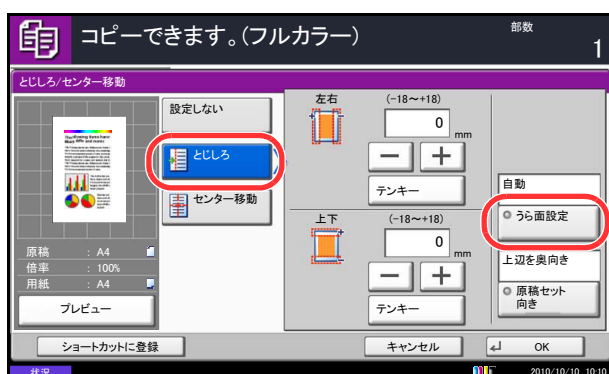 コピーできます。(フルカラー)
部数
1
とじしろ/センター移動
設定しない
とじしろ
センター移動
原稿 : A4
倍率 : 100%
用紙 : A4
プレビュー
左右 (-18～+18)
0 mm
テンキー
上下 (-18～+18)
0 mm
テンキー
自動
うら面設定
上辺を奥向き
原稿セット
向き
ショートカットに登録
キャンセル
OK
状況
2010/10/10 10:10